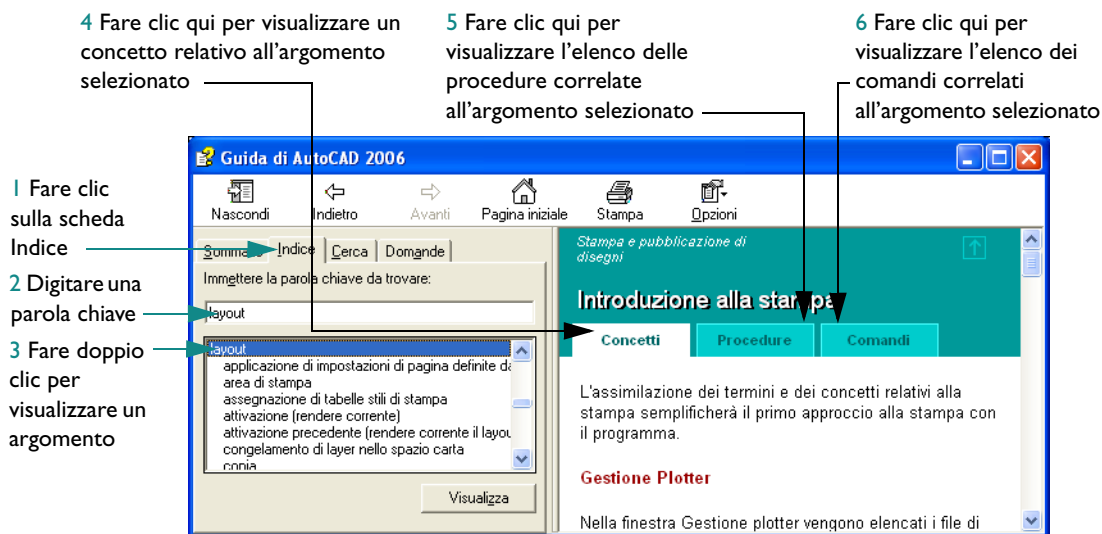 4 Fare clic qui per visualizzare un
concetto relativo all’argomento
selezionato
5 Fare clic qui per
visualizzare l’elenco delle
procedure correlate
all’argomento selezionato
6 Fare clic qui per
visualizzare l’elenco dei
comandi correlati
all’argomento selezionato
1 Fare clic
sulla scheda
Indice
2 Digitare una
parola chiave
3 Fare doppio
clic per
visualizzare un
argomento
Guida di AutoCAD 2006
Nascondi Indietro Avanti Pagina iniziale Stampa Opzioni
Sommario Indice Cerca Domande
Immettere la parola chiave da trovare:
layout
layout
applicazione di impostazioni di pagina definite da
area di stampa
assegnazione di tabelle stili di stampa
attivazione (rendere corrente)
attivazione precedente (rendere corrente il layou
congelamento di layer nello spazio carta
copia
Visualizza
Stampa e pubblicazione di
disegni
Introduzione alla stampa
Concetti Procedure Comandi
L'assimilazione dei termini e dei concetti relativi alla
stampa semplificherà il primo approccio alla stampa con
il programma.
Gestione Plotter
Nella finestra Gestione plotter vengono elencati i file di